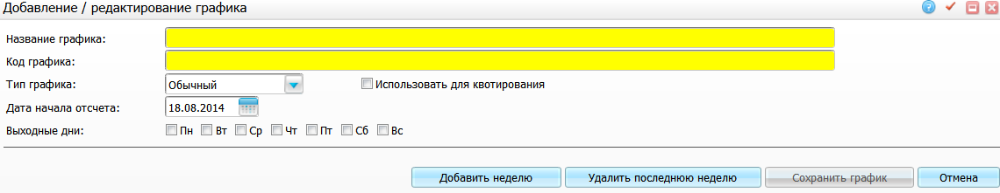 Добавление / редактирование графика
Название графика:
Код графика:
Тип графика: Обычный Использовать для квотирования
Дата начала отсчета: 18.08.2014
Выходные дни: Пн Вт Ср Чт Пт Сб Вс
Добавить неделю Удалить последнюю неделю Сохранить график Отмена